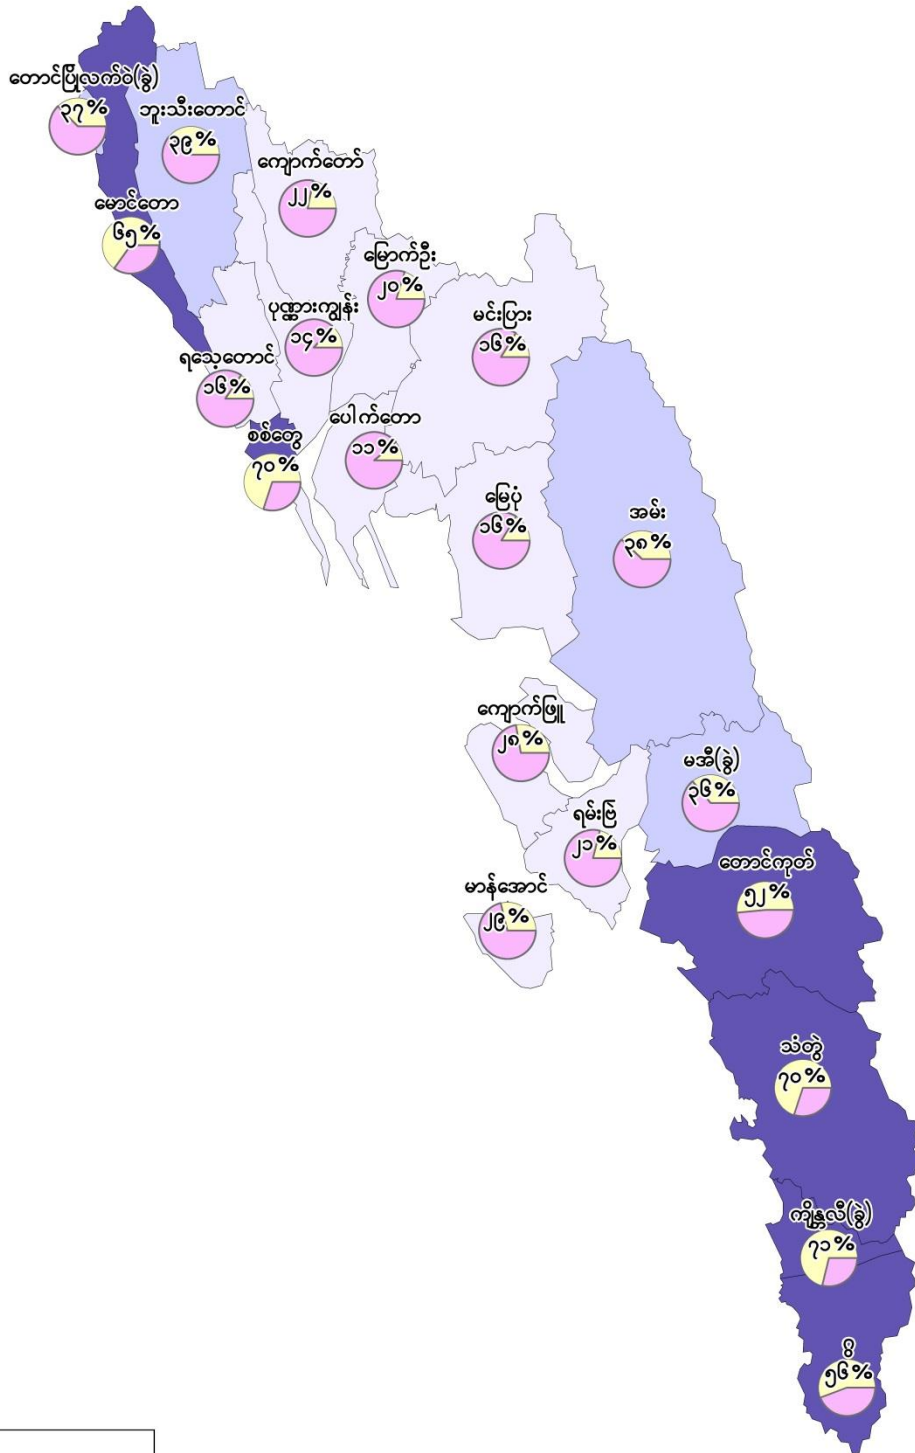 တောင်ပြိုလက်ဝဲ(ခွဲ)
၃၇%
ဘူးသီးတောင်
၃၉%
ကျောက်တော်
၂၂%
မောင်တော
၆၅%
မြောက်ဦး
၂၀%
ပုဏ္ဏားကျွန်း
၁၄%
မင်းပြား
၁၆%
ရသေ့တောင်
၁၆%
ပေါက်တော
၁၁%
စစ်တွေ
၇၀%
မြေပုံ
၁၆%
အမ်း
၃၈%
ကျောက်ဖြူ
၂၈%
မအီ(ခွဲ)
၃၆%
ရမ်းဗြဲ
၂၁%
တောင်ကုတ်
၅၂%
မာန်အောင်
၂၉%
သံတွဲ
၇၀%
ကျိန္တလီ(ခွဲ)
၇၁%
ဂွ
၅၆%